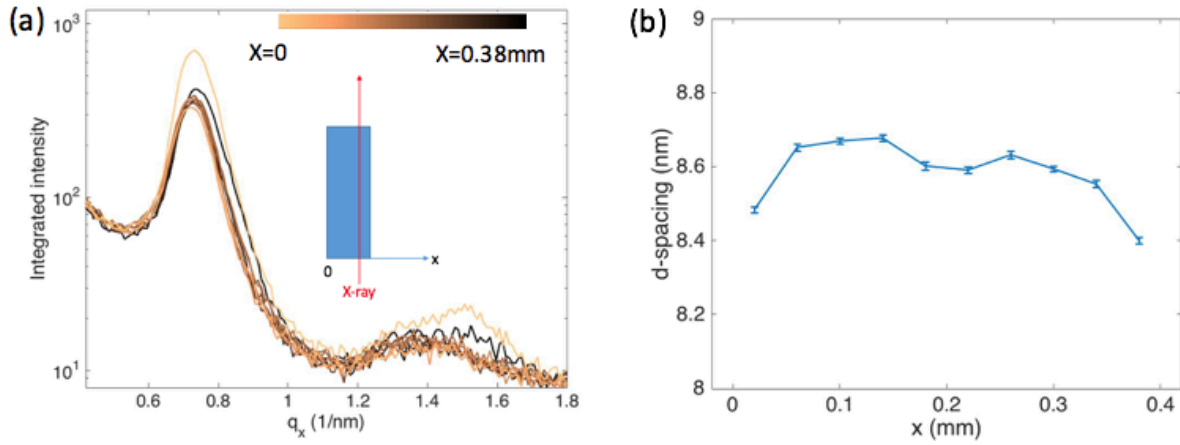 (a)
X=0
X=0.38mm
Integrated intensity
10³
10²
10¹
0
x
X-ray
0.6
0.8
1
1.2
1.4
1.6
1.8
qₓ (1/nm)
(b)
d-spacing (nm)
9
8.8
8.6
8.4
8.2
8
0
0.1
0.2
0.3
0.4
x (mm)